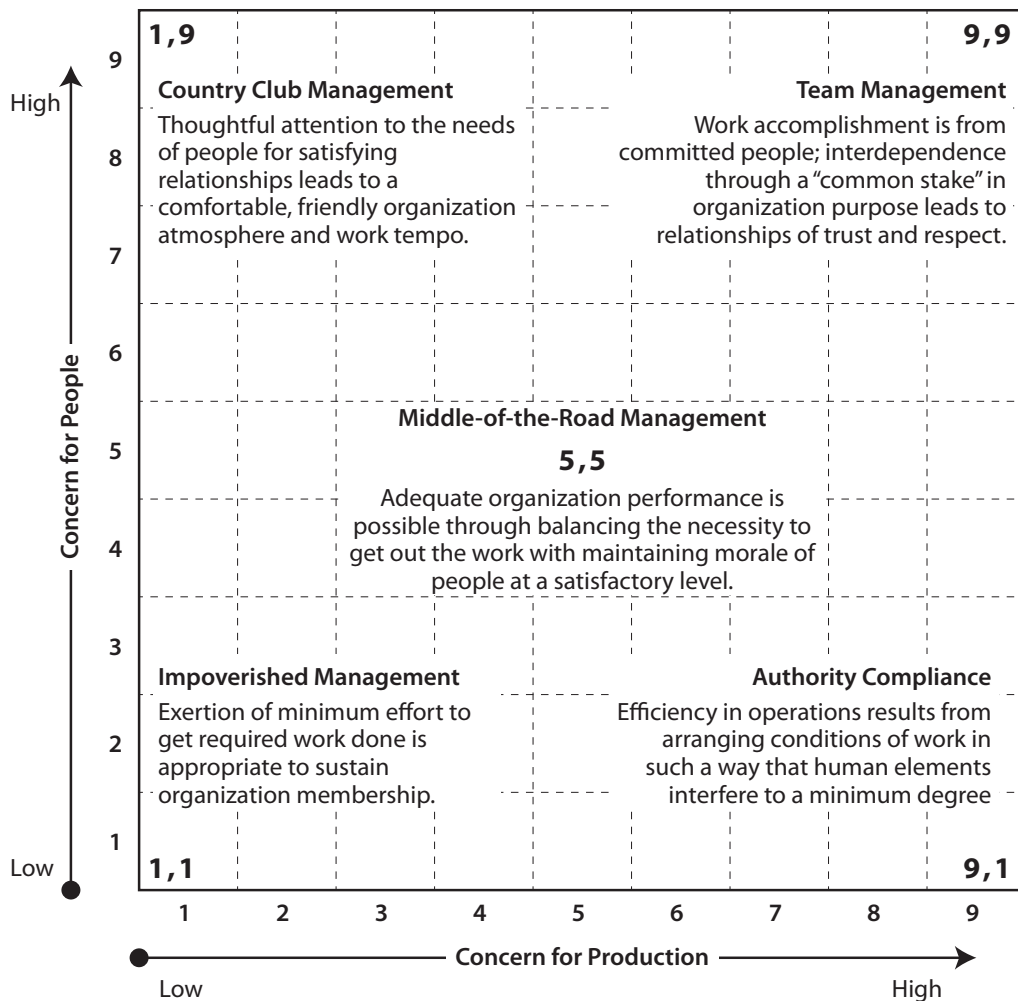 1,9
9,9
9
High
Country Club Management
Thoughtful attention to the needs
of people for satisfying
relationships leads to a
comfortable, friendly organization
atmosphere and work tempo.
Team Management
Work accomplishment is from
committed people; interdependence
through a “common stake” in
organization purpose leads to
relationships of trust and respect.
8
7
6
Concern for People
Middle-of-the-Road Management
5
5,5
Adequate organization performance is
possible through balancing the necessity to
get out the work with maintaining morale of
people at a satisfactory level.
4
3
Impoverished Management
Exertion of minimum effort to
get required work done is
appropriate to sustain
organization membership.
Authority Compliance
Efficiency in operations results from
arranging conditions of work in
such a way that human elements
interfere to a minimum degree
2
1
Low
1,1
9,1
1 2 3 4 5 6 7 8 9
Concern for Production
Low
High